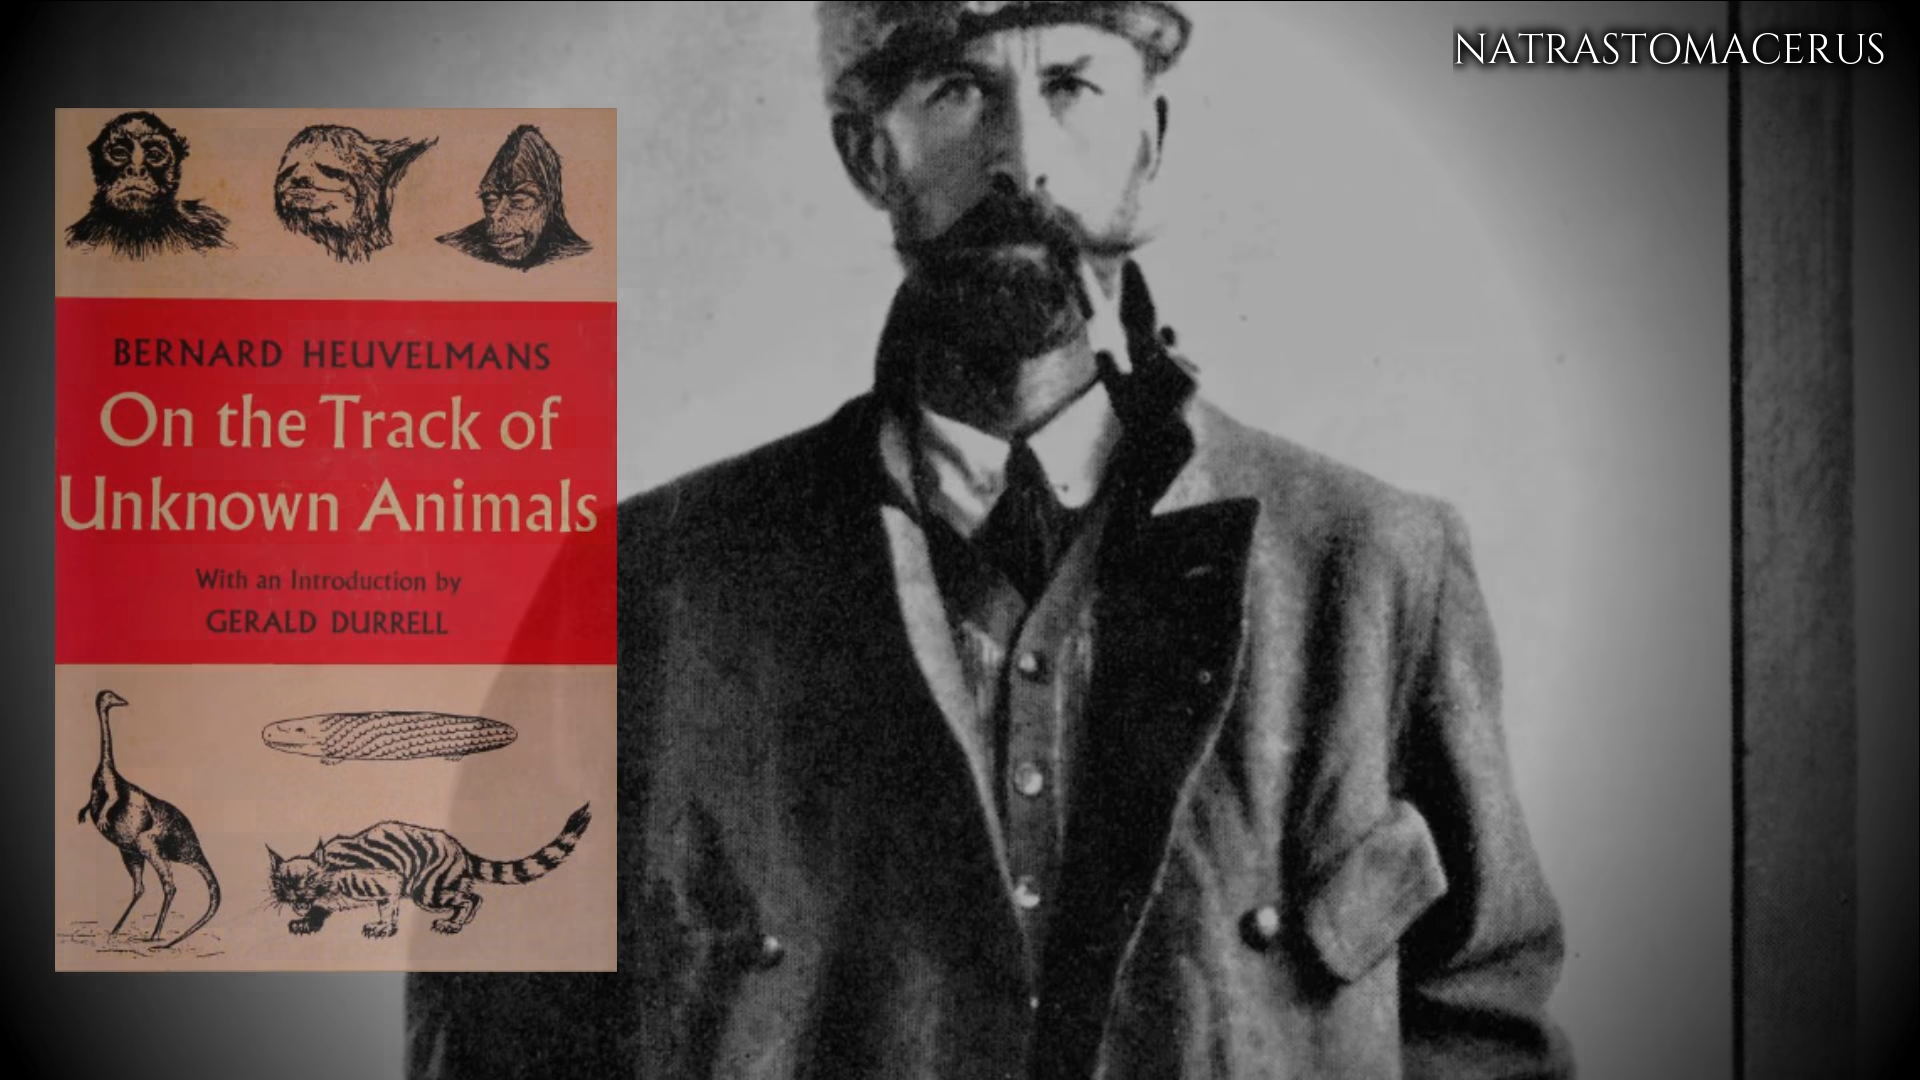 NATRASTOMACERUS
BERNARD HEUVELMANS
On the Track of
Unknown Animals
With an Introduction by
GERALD DURRELL